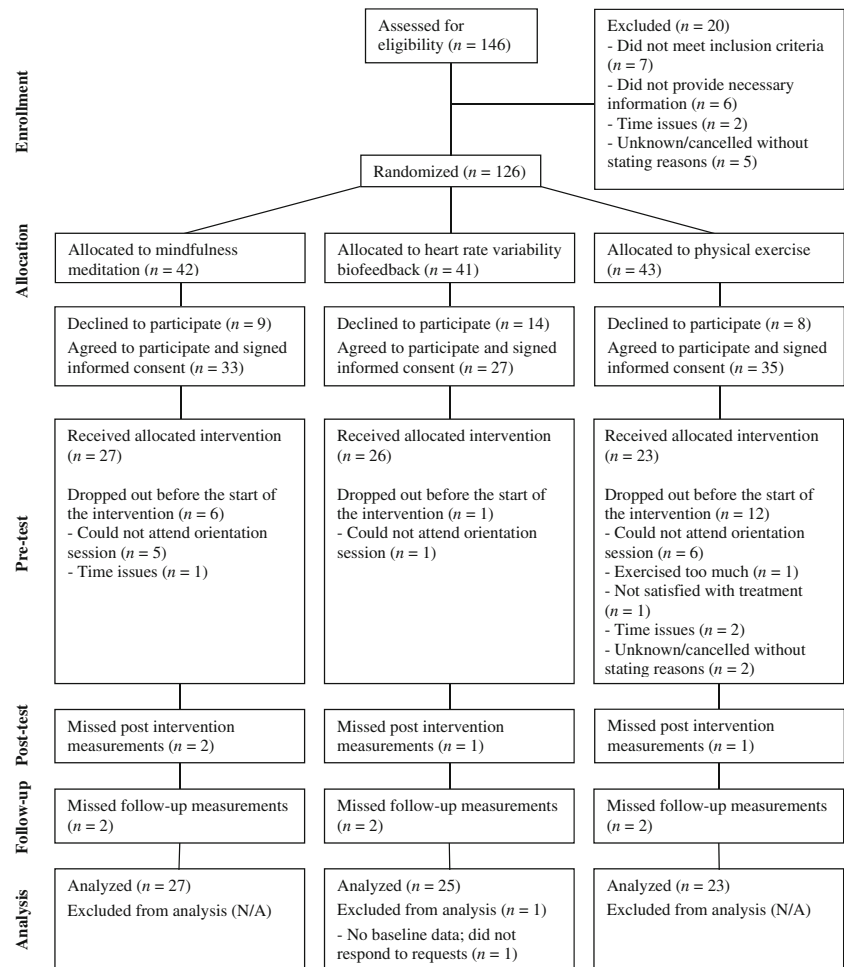 Enrollment
Assessed for
eligibility (n = 146)
Excluded (n = 20)
- Did not meet inclusion criteria
(n = 7)
- Did not provide necessary
information (n = 6)
- Time issues (n = 2)
- Unknown/cancelled without
stating reasons (n = 5)
Randomized (n = 126)
Allocation
Allocated to mindfulness
meditation (n = 42)
Allocated to heart rate variability
biofeedback (n = 41)
Allocated to physical exercise
(n = 43)
Declined to participate (n = 9)
Agreed to participate and signed
informed consent (n = 33)
Declined to participate (n = 14)
Agreed to participate and signed
informed consent (n = 27)
Declined to participate (n = 8)
Agreed to participate and signed
informed consent (n = 35)
Pre-test
Received allocated intervention
(n = 27)
Dropped out before the start of
the intervention (n = 6)
- Could not attend orientation
session (n = 5)
- Time issues (n = 1)
Received allocated intervention
(n = 26)
Dropped out before the start of
the intervention (n = 1)
- Could not attend orientation
session (n = 1)
Received allocated intervention
(n = 23)
Dropped out before the start of
the intervention (n = 12)
- Could not attend orientation
session (n = 6)
- Exercised too much (n = 1)
- Not satisfied with treatment
(n = 1)
- Time issues (n = 2)
- Unknown/cancelled without
stating reasons (n = 2)
Post-test
Missed post intervention
measurements (n = 2)
Missed post intervention
measurements (n = 1)
Missed post intervention
measurements (n = 1)
Follow-up
Missed follow-up measurements
(n = 2)
Missed follow-up measurements
(n = 2)
Missed follow-up measurements
(n = 2)
Analysis
Analyzed (n = 27)
Excluded from analysis (N/A)
Analyzed (n = 25)
Excluded from analysis (n = 1)
- No baseline data; did not
respond to requests (n = 1)
Analyzed (n = 23)
Excluded from analysis (N/A)